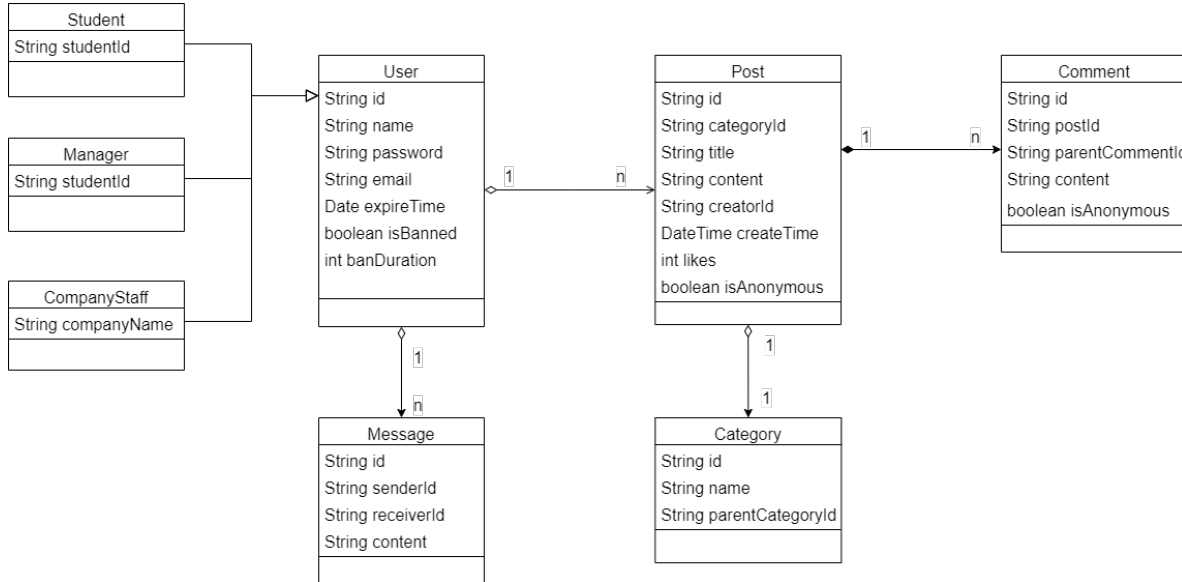 Student
String studentId
Manager
String studentId
CompanyStaff
String companyName
User
String id
String name
String password
String email
Date expireTime
boolean isBanned
int banDuration
1
n
1
n
Message
String id
String senderId
String receiverId
String content
Post
String id
String categoryId
String title
String content
String creatorId
DateTime createTime
int likes
boolean isAnonymous
1
n
1
1
Category
String id
String name
String parentCategoryId
Comment
String id
String postId
String parentCommentId
String content
boolean isAnonymous